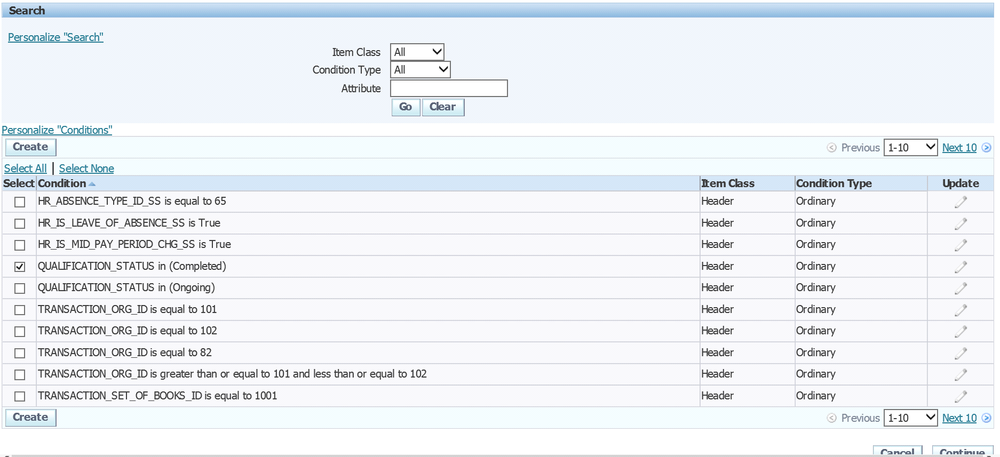 Search
Personalize "Search"
Item Class All
Condition Type All
Attribute
Go Clear
Personalize "Conditions"
Create Previous 1-10 Next 10
Select All | Select None
Select Condition Item Class Condition Type Update
HR_ABSENCE_TYPE_ID_SS is equal to 65 Header Ordinary
HR_IS_LEAVE_OF_ABSENCE_SS is True Header Ordinary
HR_IS_MID_PAY_PERIOD_CHG_SS is True Header Ordinary
QUALIFICATION_STATUS in (Completed) Header Ordinary
QUALIFICATION_STATUS in (Ongoing) Header Ordinary
TRANSACTION_ORG_ID is equal to 101 Header Ordinary
TRANSACTION_ORG_ID is equal to 102 Header Ordinary
TRANSACTION_ORG_ID is equal to 82 Header Ordinary
TRANSACTION_ORG_ID is greater than or equal to 101 and less than or equal to 102 Header Ordinary
TRANSACTION_SET_OF_BOOKS_ID is equal to 1001 Header Ordinary
Create Previous 1-10 Next 10
Cancel Continue